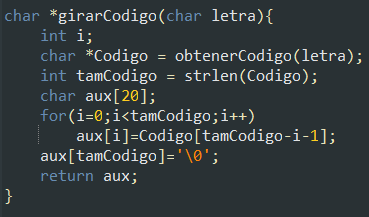 char *girarCodigo(char letra){
    int i;
    char *Codigo = obtenerCodigo(letra);
    int tamCodigo = strlen(Codigo);
    char aux[20];
    for(i=0;i<tamCodigo;i++)
        aux[i]=Codigo[tamCodigo-i-1];
    aux[tamCodigo]='\0';
    return aux;
}